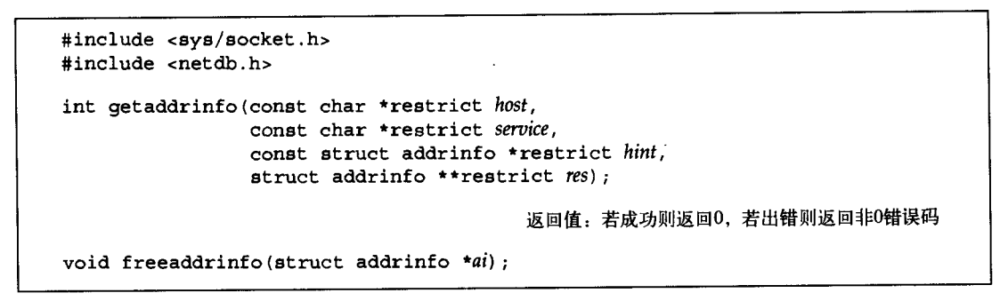 #include <sys/socket.h>
#include <netdb.h>
int getaddrinfo(const char *restrict host,
const char *restrict service,
const struct addrinfo *restrict hint,
struct addrinfo **restrict res);
返回值：若成功则返回0，若出错则返回非0错误码
void freeaddrinfo(struct addrinfo *ai);